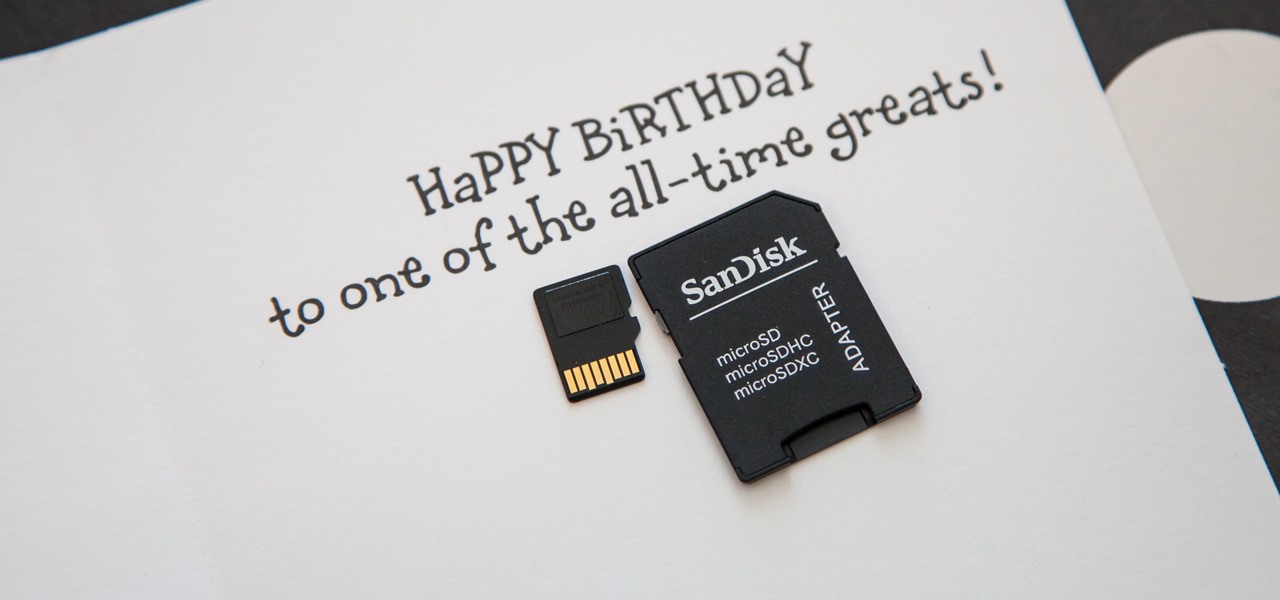 HaPPY BiRTHDaY
to one of the all-time greats!
SanDisk
microSD
microSDHC
microSDXC
ADAPTER